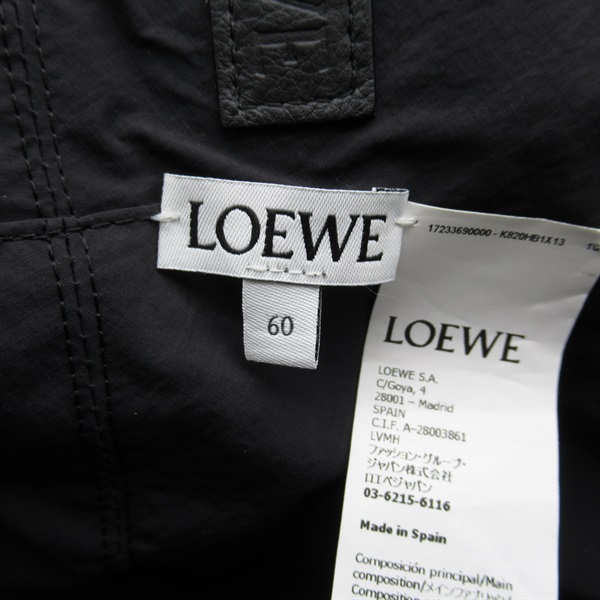 LOEWE
60
17233690000 - K820HB1X13
LOEWE
LOEWE S.A.
C/Goya, 4
28001 – Madrid
SPAIN
C.I.F. A-28003861
LVMH
ファッション・グループ・
ジャパン株式会社
ロエベジャパン
03-6215-6116
Made in Spain
Composición principal/Main
composition/メインファブリック